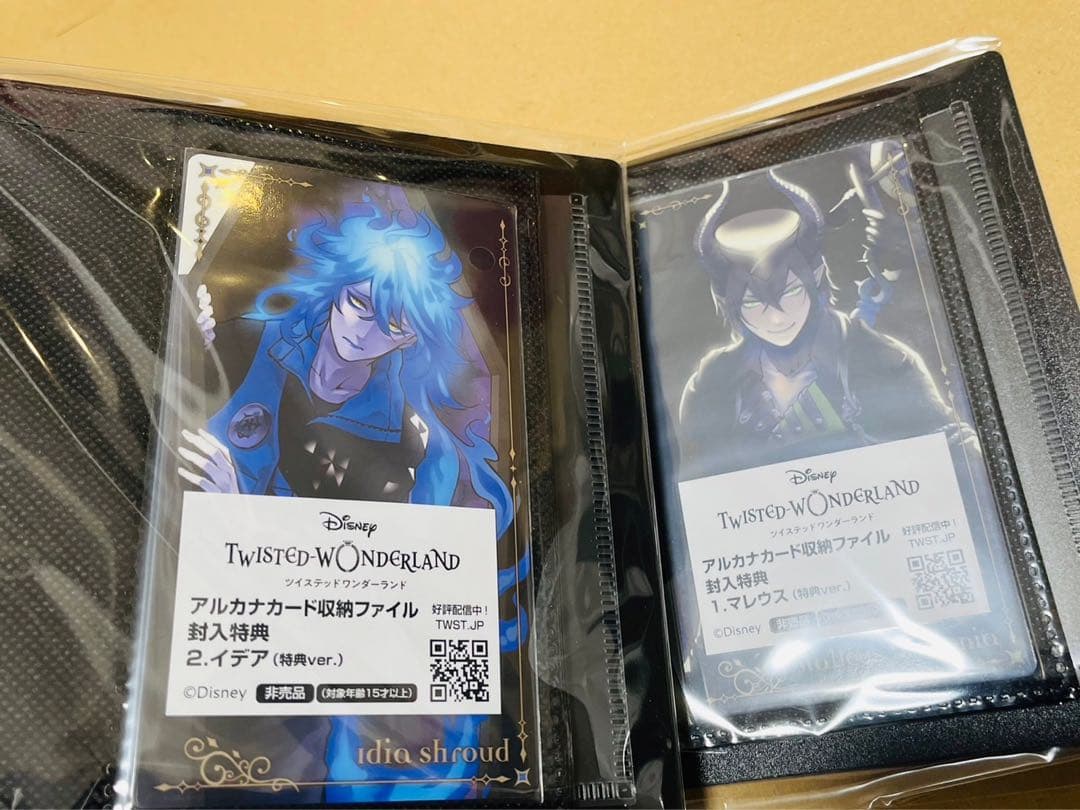 Disney
TWISTED-WONDERLAND
ツイステッドワンダーランド
アルカナカード収納ファイル
封入特典
2.イデア(特典ver.)
好評配信中!
TWST.JP
©Disney 非売品 (対象年齢15才以上)
idia shroud
Disney
TWISTED-WONDERLAND
ツイステッドワンダーランド
アルカナカード収納ファイル
封入特典
1.マレウス(特典ver.)
好評配信中!
TWST.JP
©Disney 非売品